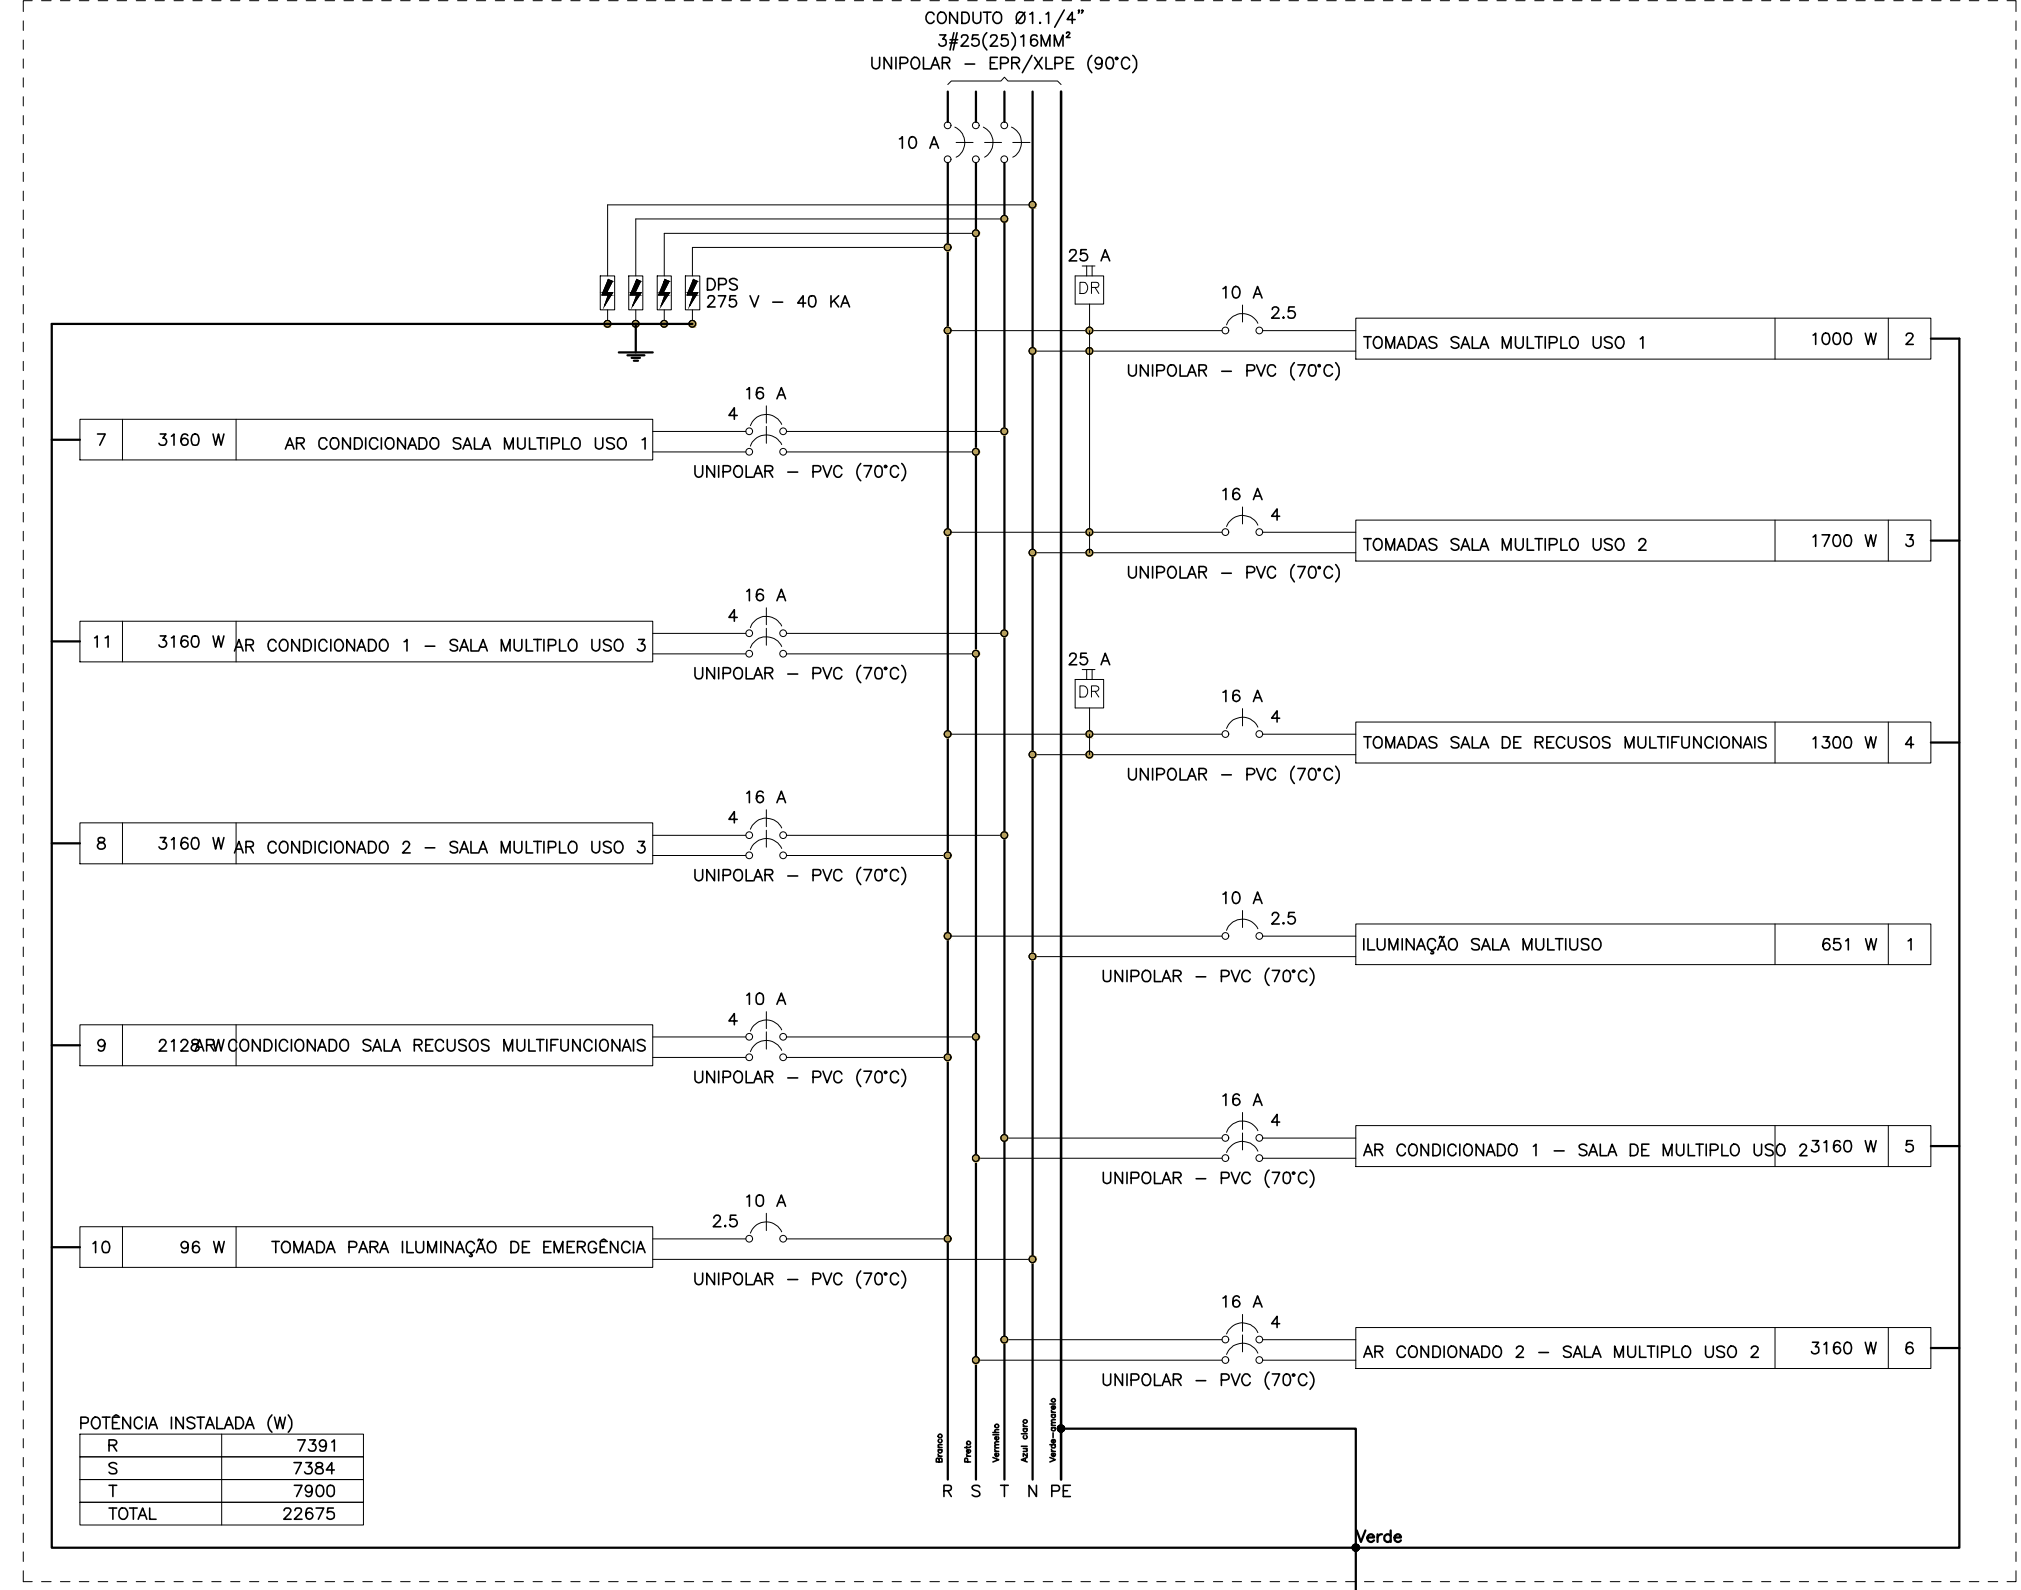 CONDUTO Ø1.1/4"
3#25(25)16MM²
UNIPOLAR – EPR/XLPE (90°C)
10 A
DPS
275 V – 40 KA
25 A
DR
10 A
2.5
TOMADAS SALA MULTIPLO USO 1 1000 W 2
UNIPOLAR – PVC (70°C)
16 A
4
7 3160 W AR CONDICIONADO SALA MULTIPLO USO 1
UNIPOLAR – PVC (70°C)
16 A
4
TOMADAS SALA MULTIPLO USO 2 1700 W 3
UNIPOLAR – PVC (70°C)
16 A
4
11 3160 W AR CONDICIONADO 1 – SALA MULTIPLO USO 3
UNIPOLAR – PVC (70°C)
25 A
DR
16 A
4
TOMADAS SALA DE RECUSOS MULTIFUNCIONAIS 1300 W 4
UNIPOLAR – PVC (70°C)
16 A
4
8 3160 W AR CONDICIONADO 2 – SALA MULTIPLO USO 3
UNIPOLAR – PVC (70°C)
10 A
2.5
ILUMINAÇÃO SALA MULTIUSO 651 W 1
UNIPOLAR – PVC (70°C)
10 A
4
9 2128 W AR CONDICIONADO SALA RECUSOS MULTIFUNCIONAIS
UNIPOLAR – PVC (70°C)
16 A
4
AR CONDICIONADO 1 – SALA DE MULTIPLO USO 2 3160 W 5
UNIPOLAR – PVC (70°C)
10 A
2.5
10 96 W TOMADA PARA ILUMINAÇÃO DE EMERGÊNCIA
UNIPOLAR – PVC (70°C)
16 A
4
AR CONDIONADO 2 – SALA MULTIPLO USO 2 3160 W 6
UNIPOLAR – PVC (70°C)
POTÊNCIA INSTALADA (W)
R 7391
S 7384
T 7900
TOTAL 22675
Branco
Preto
Vermelho
Azul claro
Verde-amarelo
R S T N PE
Verde